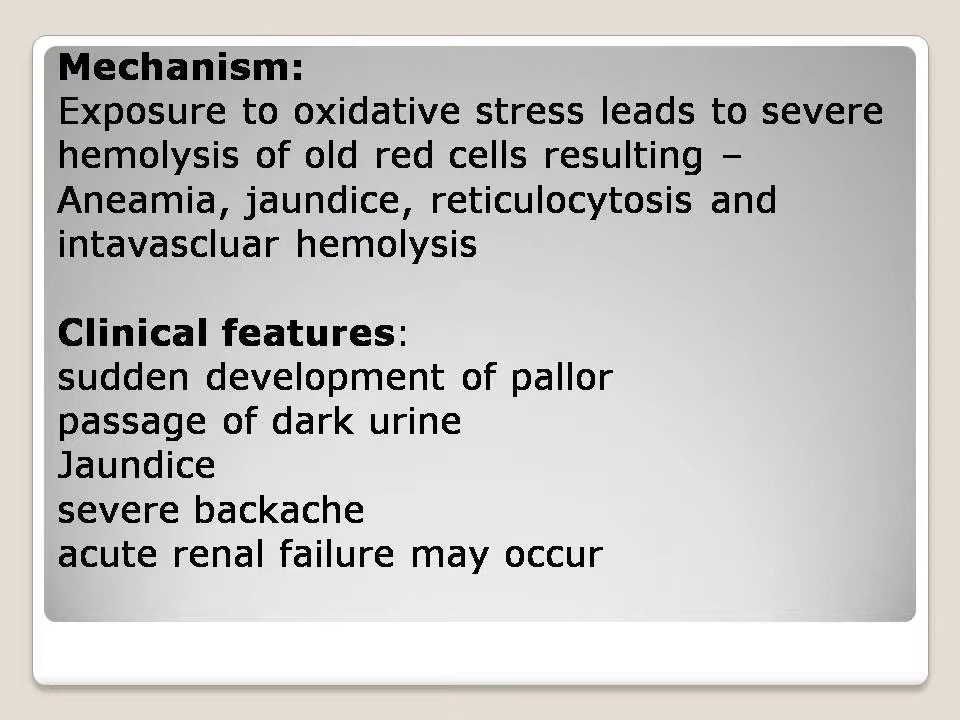 Mechanism:
Exposure to oxidative stress leads to severe
hemolysis of old red cells resulting –
Aneamia, jaundice, reticulocytosis and
intavascluar hemolysis
Clinical features:
sudden development of pallor
passage of dark urine
Jaundice
severe backache
acute renal failure may occur